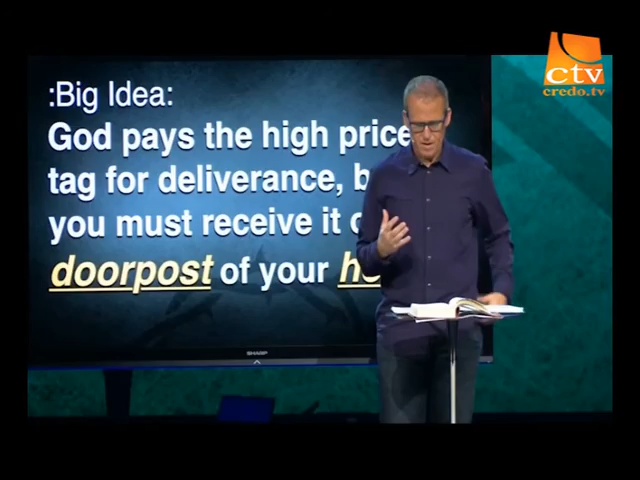 :Big Idea:
God pays the high price
tag for deliverance,
you must receive it
doorpost of your
SHARP
ctv
credo.tv